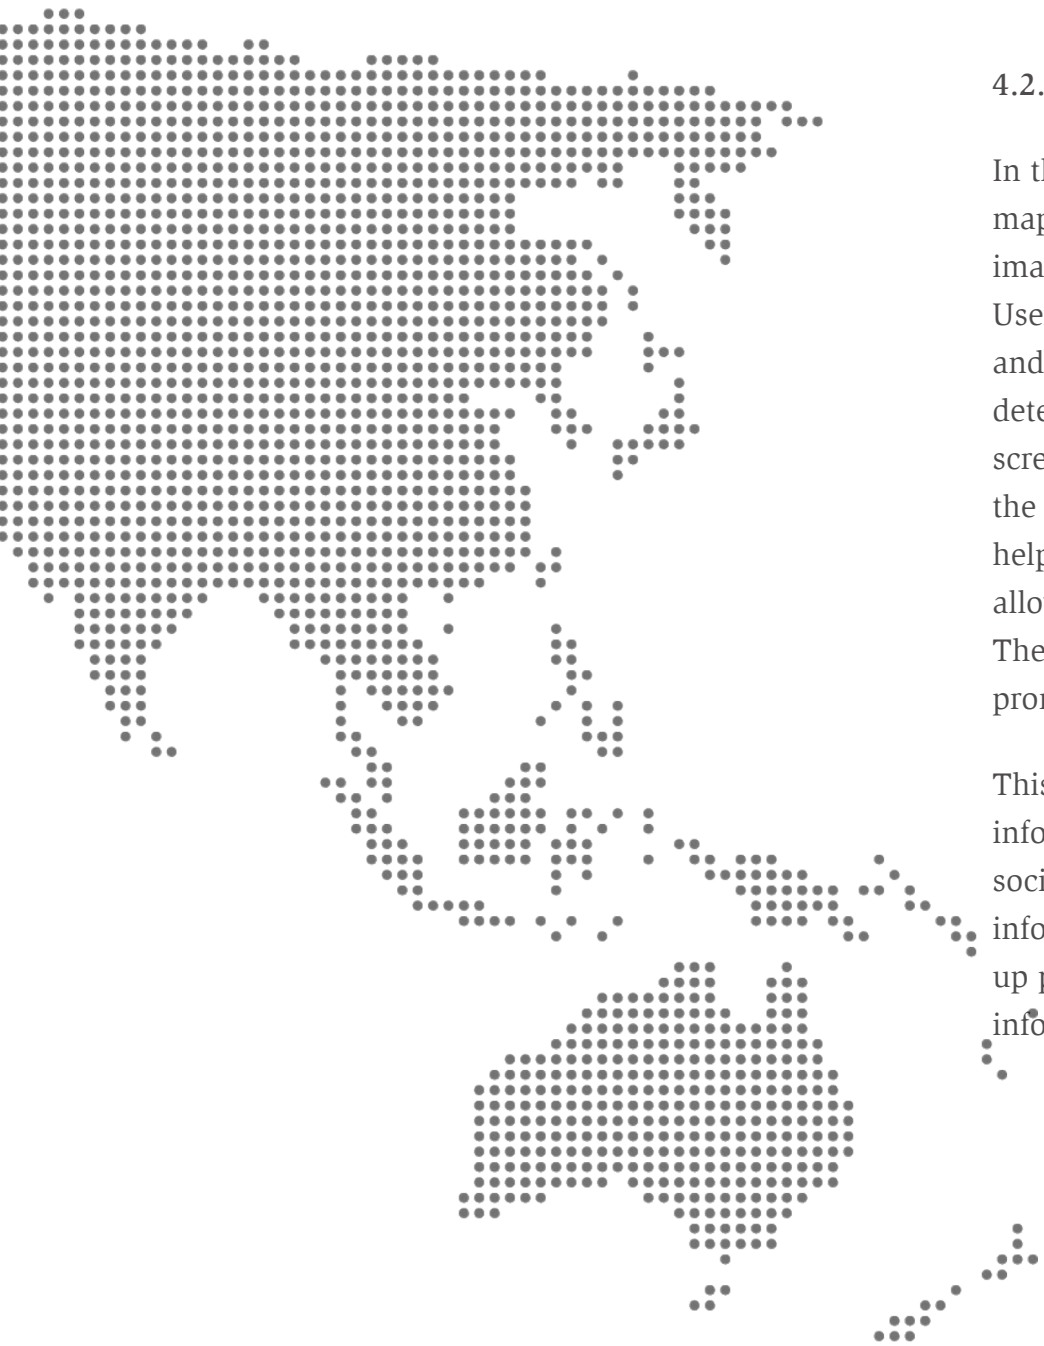 4.2.
In t
map
ima
Use
and
dete
scre
the
help
allo
The
pro
This
info
soci
info
up p
info